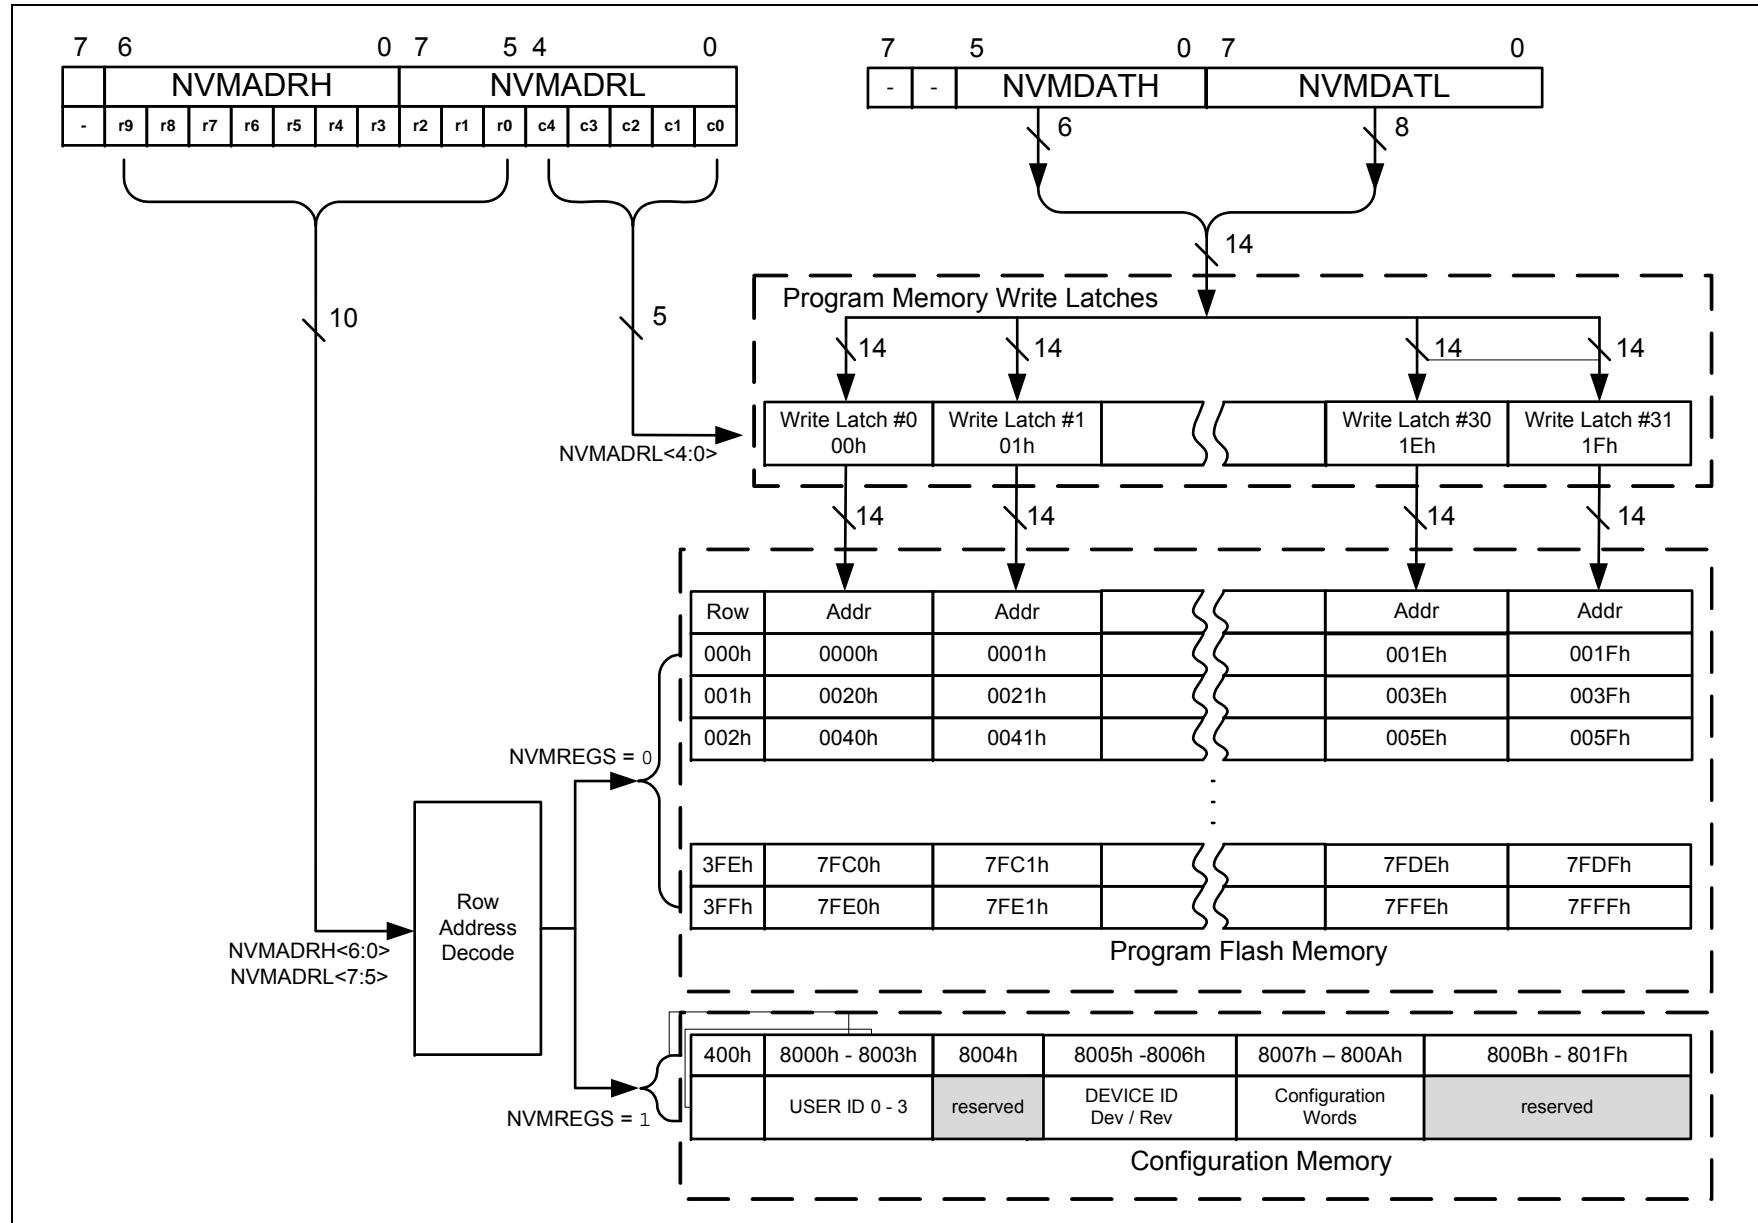 7 6 0 7 5 4 0
NVMADRH NVMADRL
- r9 r8 r7 r6 r5 r4 r3 r2 r1 r0 c4 c3 c2 c1 c0
7 5 0 7 0
- - NVMDATH NVMDATL
6 8
14
10 5
Program Memory Write Latches
14 14 14 14
Write Latch #0 Write Latch #1 Write Latch #30 Write Latch #31
00h 01h 1Eh 1Fh
NVMADRL<4:0>
14 14 14 14
Row Addr Addr Addr Addr
000h 0000h 0001h 001Eh 001Fh
001h 0020h 0021h 003Eh 003Fh
002h 0040h 0041h 005Eh 005Fh
NVMREGS = 0
3FEh 7FC0h 7FC1h 7FDEh 7FDFh
3FFh 7FE0h 7FE1h 7FFEh 7FFFh
Row
Address
Decode
NVMADRH<6:0>
NVMADRL<7:5>
Program Flash Memory
400h 8000h - 8003h 8004h 8005h -8006h 8007h – 800Ah 800Bh - 801Fh
USER ID 0 - 3 reserved DEVICE ID Configuration reserved
Dev / Rev Words
NVMREGS = 1
Configuration Memory